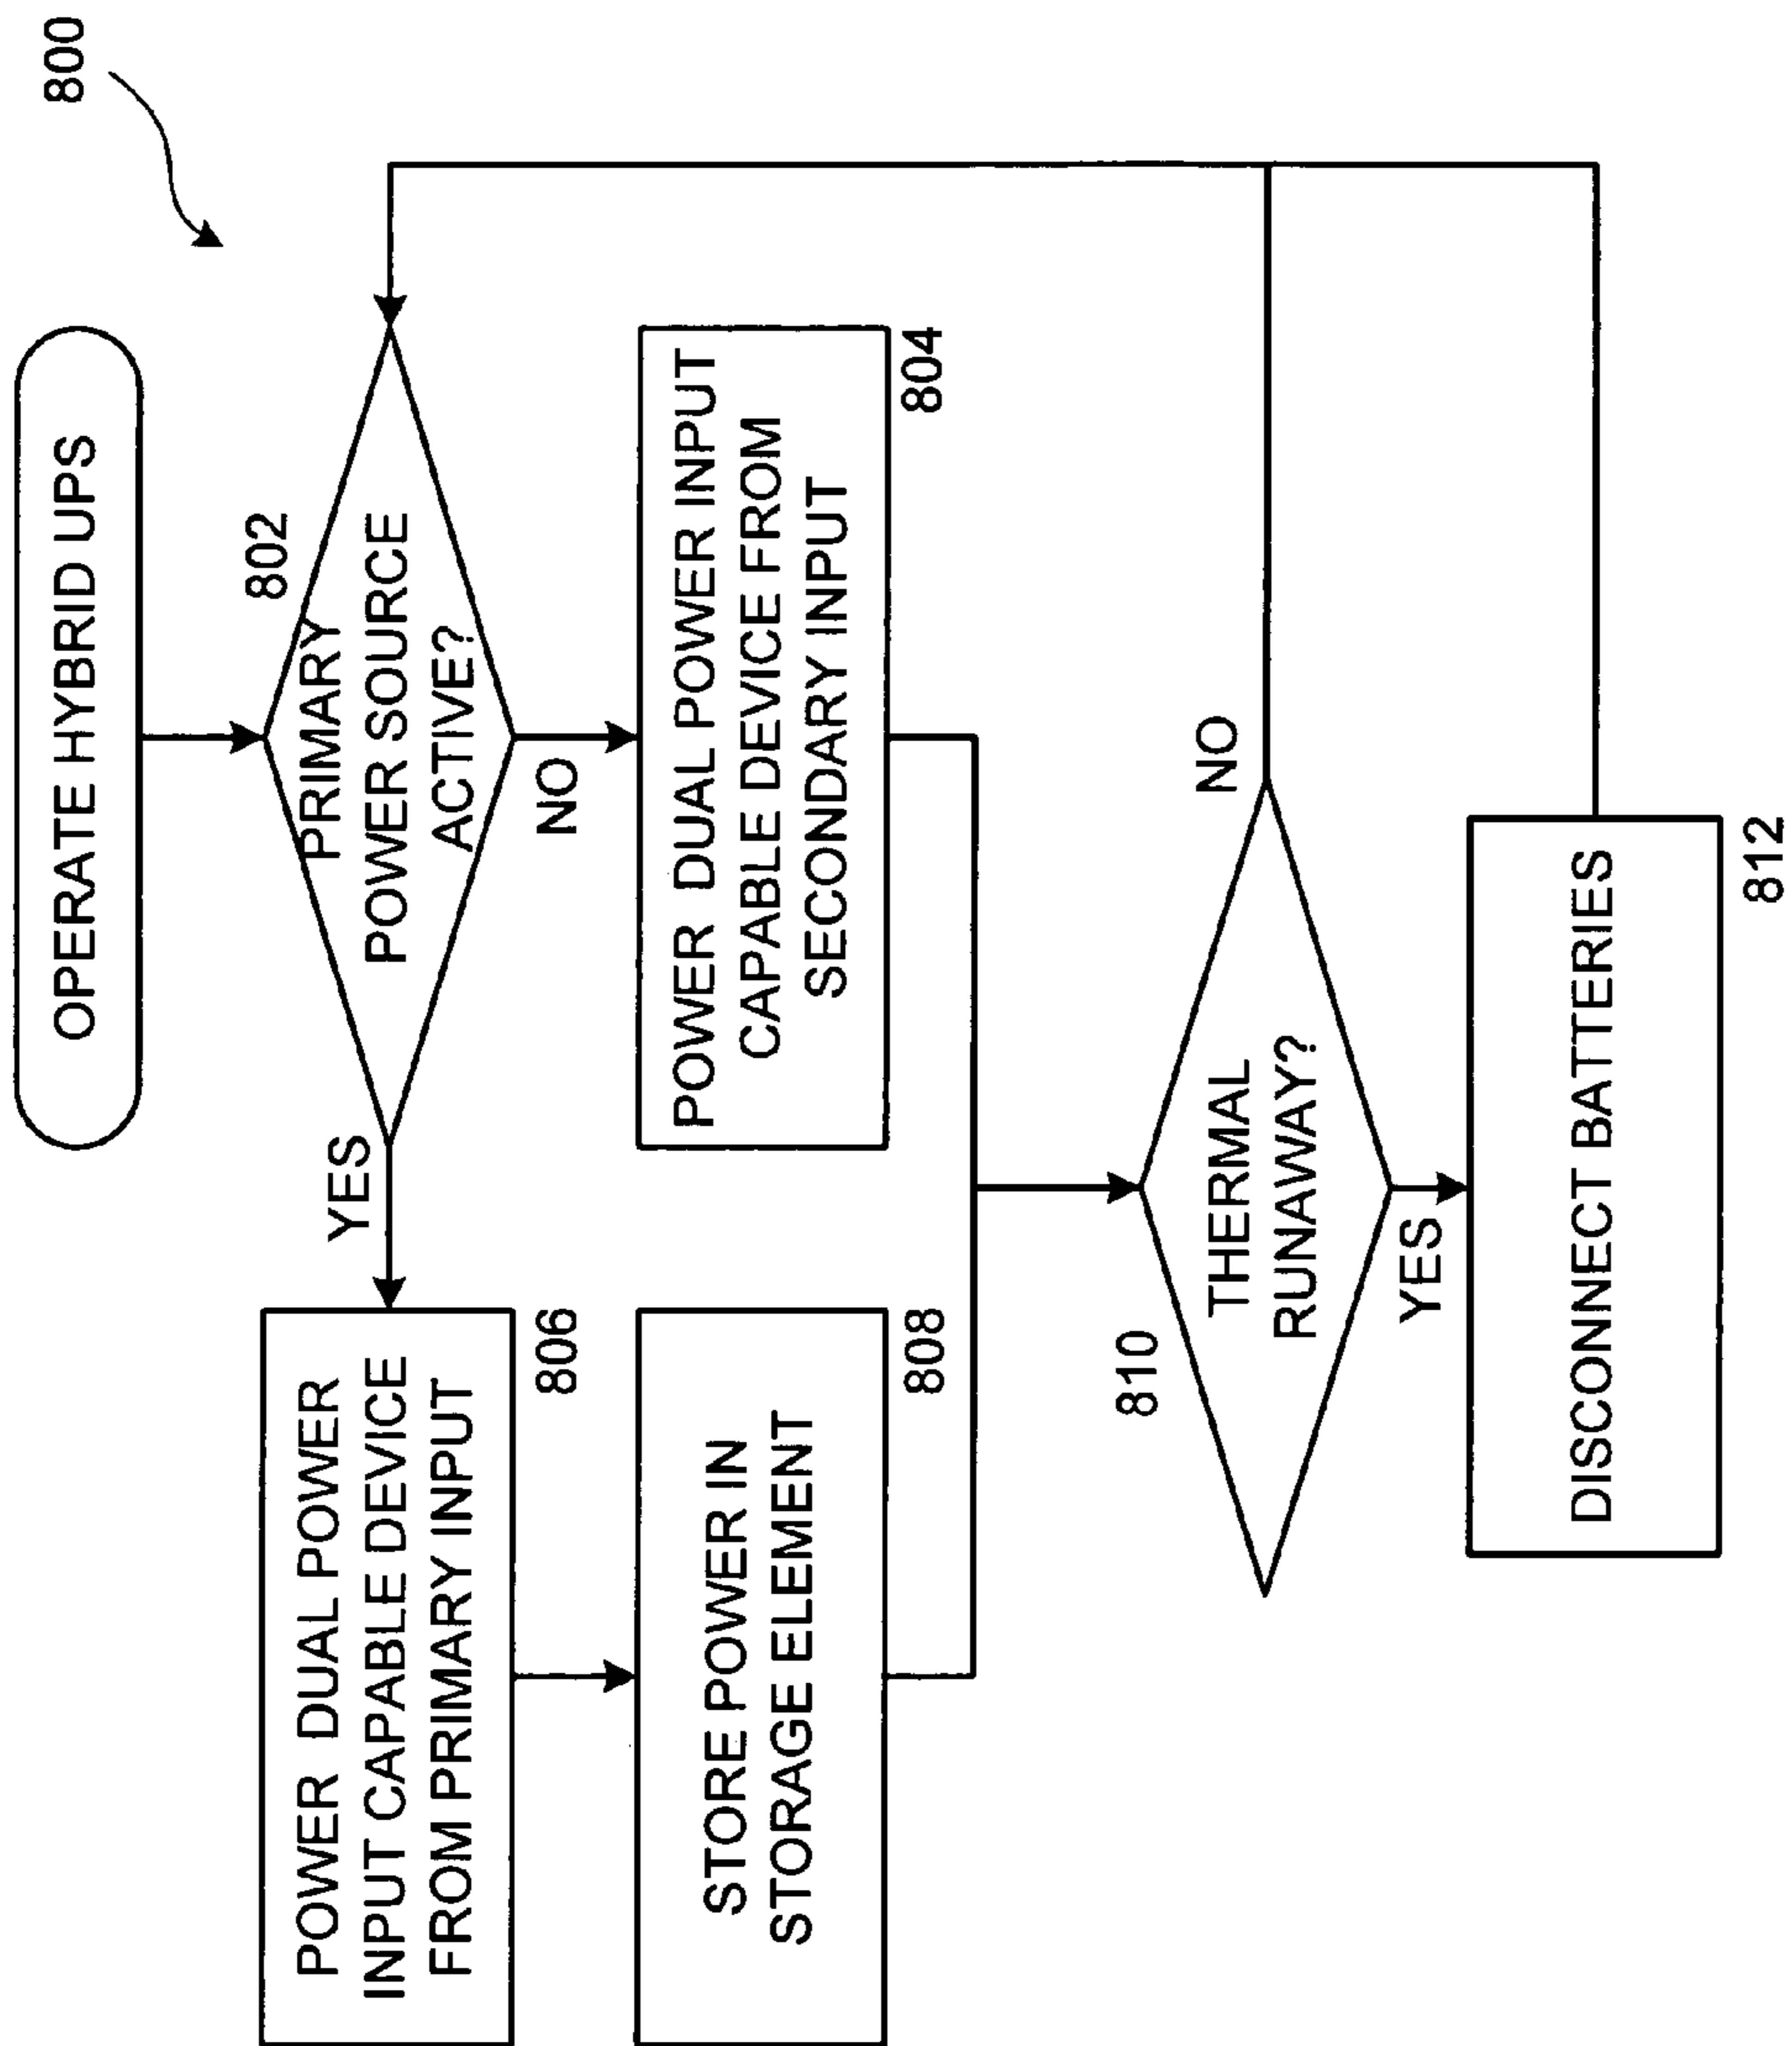 800
OPERATE HYBRID UPS
802
PRIMARY
POWER SOURCE
ACTIVE?
YES
NO
POWER DUAL POWER
INPUT CAPABLE DEVICE
FROM PRIMARY INPUT
806
POWER DUAL POWER INPUT
CAPABLE DEVICE FROM
SECONDARY INPUT
804
STORE POWER IN
STORAGE ELEMENT
808
810
THERMAL
RUNAWAY?
NO
YES
DISCONNECT BATTERIES
812